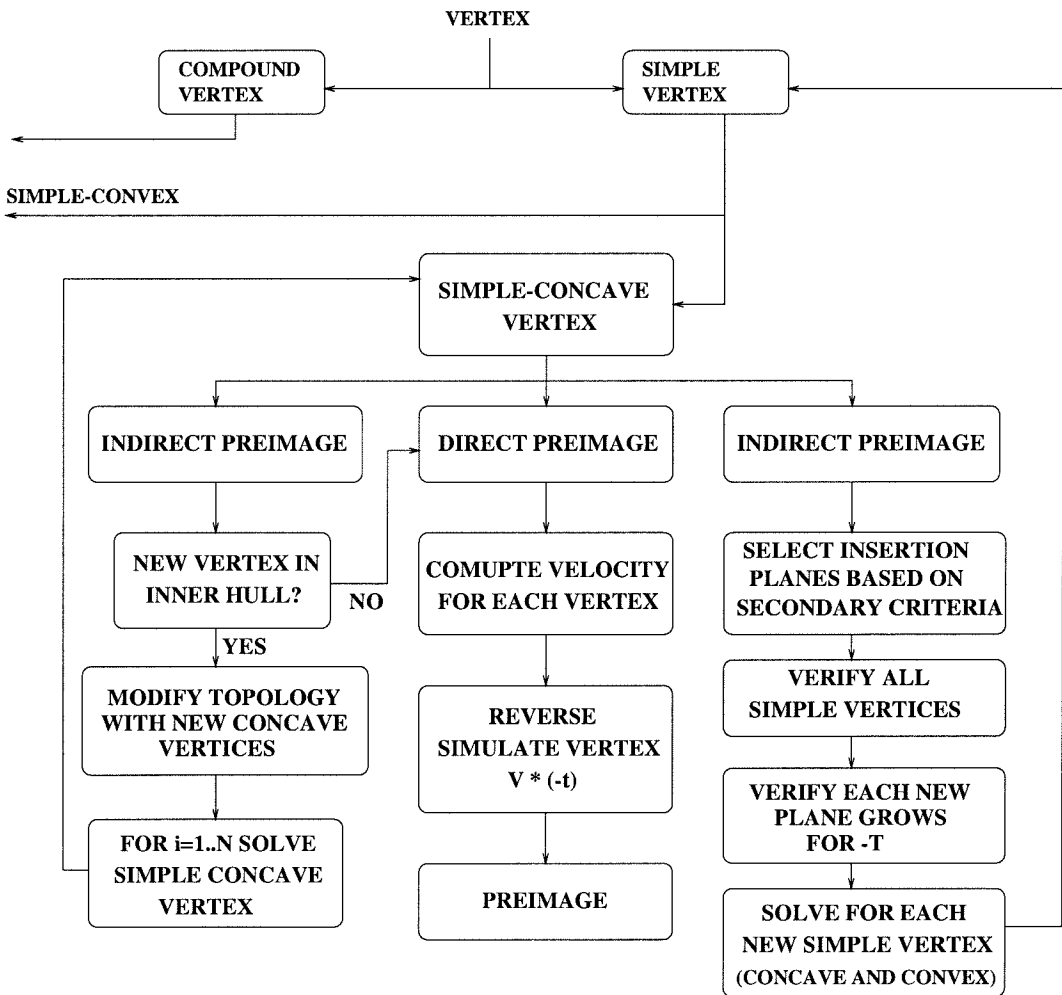 VERTEX
COMPOUND
VERTEX
SIMPLE
VERTEX
SIMPLE-CONVEX
SIMPLE-CONCAVE
VERTEX
INDIRECT PREIMAGE
NEW VERTEX IN
INNER HULL?
NO
YES
MODIFY TOPOLOGY
WITH NEW CONCAVE
VERTICES
FOR i=1..N SOLVE
SIMPLE CONCAVE
VERTEX
DIRECT PREIMAGE
COMUPTE VELOCITY
FOR EACH VERTEX
REVERSE
SIMULATE VERTEX
V * (-t)
PREIMAGE
INDIRECT PREIMAGE
SELECT INSERTION
PLANES BASED ON
SECONDARY CRITERIA
VERIFY ALL
SIMPLE VERTICES
VERIFY EACH NEW
PLANE GROWS
FOR -T
SOLVE FOR EACH
NEW SIMPLE VERTEX
(CONCAVE AND CONVEX)